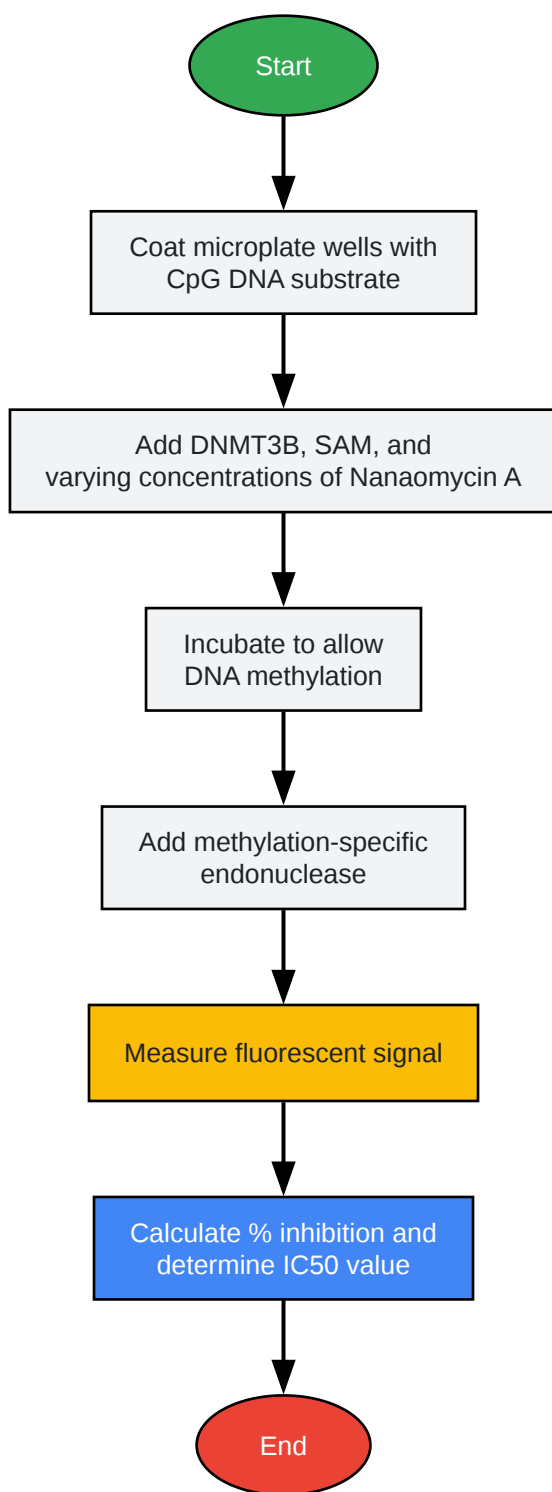 Start
Coat microplate wells with
CpG DNA substrate
Add DNMT3B, SAM, and
varying concentrations of Nanaomycin A
Incubate to allow
DNA methylation
Add methylation-specific
endonuclease
Measure fluorescent signal
Calculate % inhibition and
determine IC50 value
End